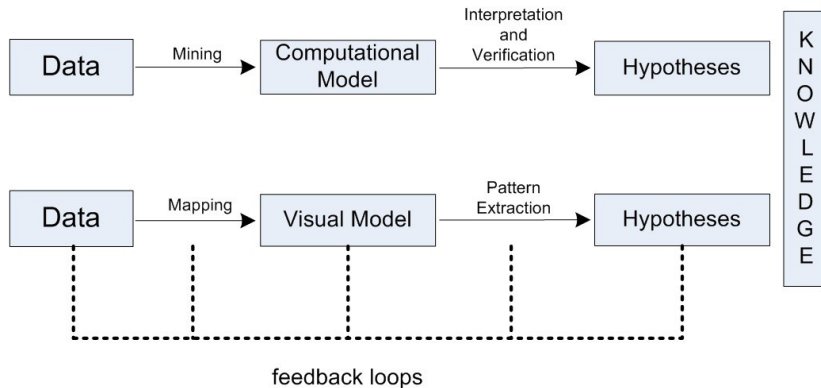 Data
Mining
Computational
Model
Interpretation
and
Verification
Hypotheses
Data
Mapping
Visual Model
Pattern
Extraction
Hypotheses
K
N
O
W
L
E
D
G
E
feedback loops